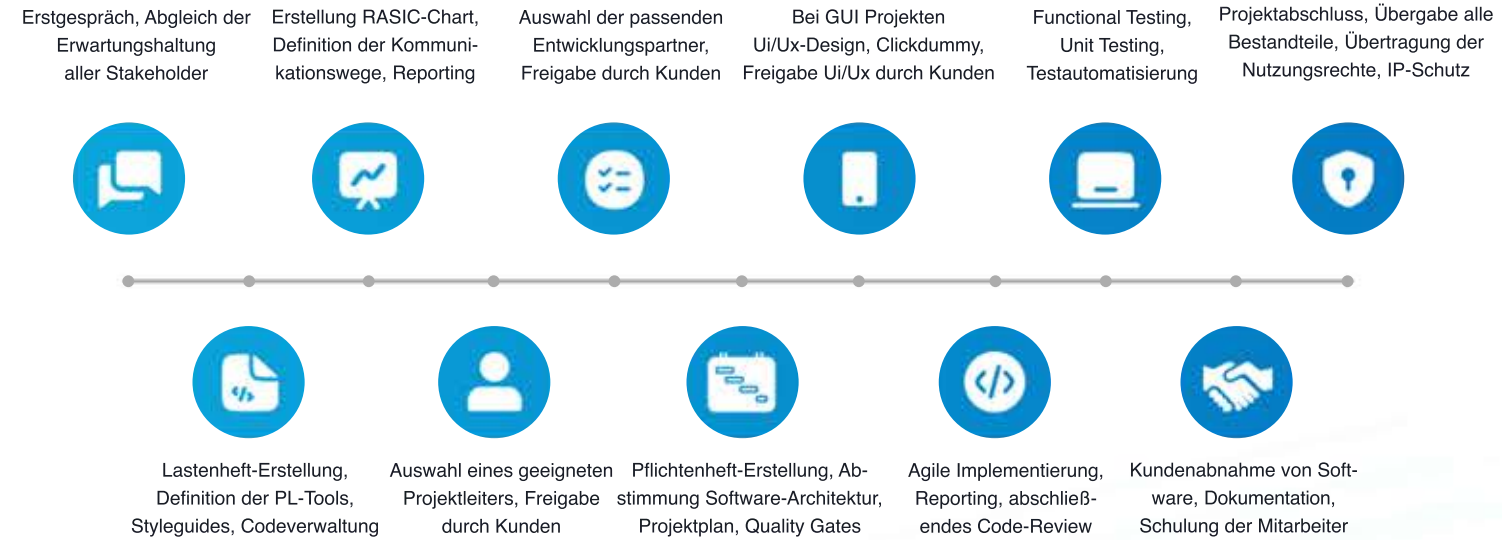 Erstgespräch, Abgleich der
Erwartungshaltung
aller Stakeholder
Erstellung RASIC-Chart,
Definition der Kommuni-
kationswege, Reporting
Auswahl der passenden
Entwicklungspartner,
Freigabe durch Kunden
Bei GUI Projekten
Ui/Ux-Design, Clickdummy,
Freigabe Ui/Ux durch Kunden
Functional Testing,
Unit Testing,
Testautomatisierung
Projektabschluss, Übergabe alle
Bestandteile, Übertragung der
Nutzungsrechte, IP-Schutz
Lastenheft-Erstellung,
Definition der PL-Tools,
Styleguides, Codeverwaltung
Auswahl eines geeigneten
Projektleiters, Freigabe
durch Kunden
Pflichtenheft-Erstellung, Ab-
stimmung Software-Architektur,
Projektplan, Quality Gates
Agile Implementierung,
Reporting, abschließ-
endes Code-Review
Kundenabnahme von Soft-
ware, Dokumentation,
Schulung der Mitarbeiter